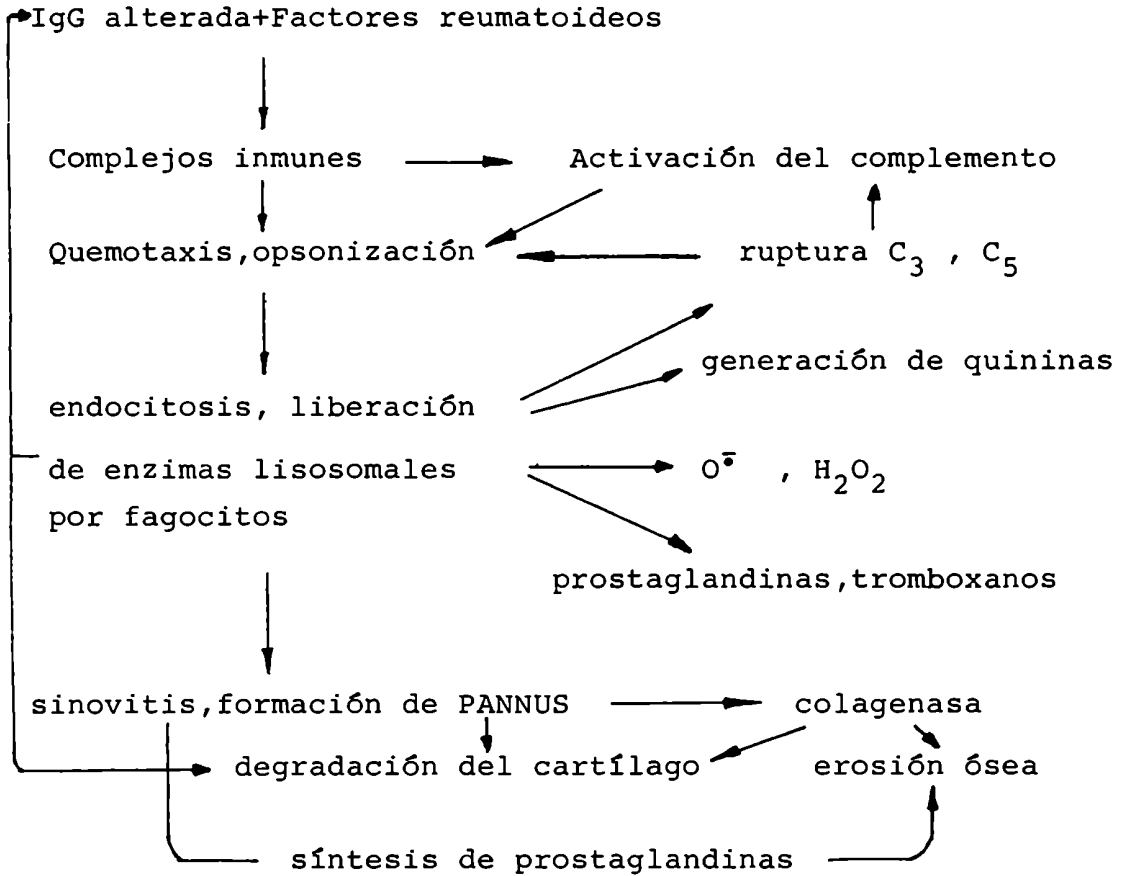 IgG alterada+Factores reumatoideos
Complejos inmunes Activación del complemento
Quemotaxis,opsonización ruptura C3 , C5
generación de quininas
endocitosis, liberación
de enzimas lisosomales O•̄ , H2O2
por fagocitos
prostaglandinas,tromboxanos
sinovitis,formación de PANNUS colagenasa
degradación del cartílago erosión ósea
síntesis de prostaglandinas